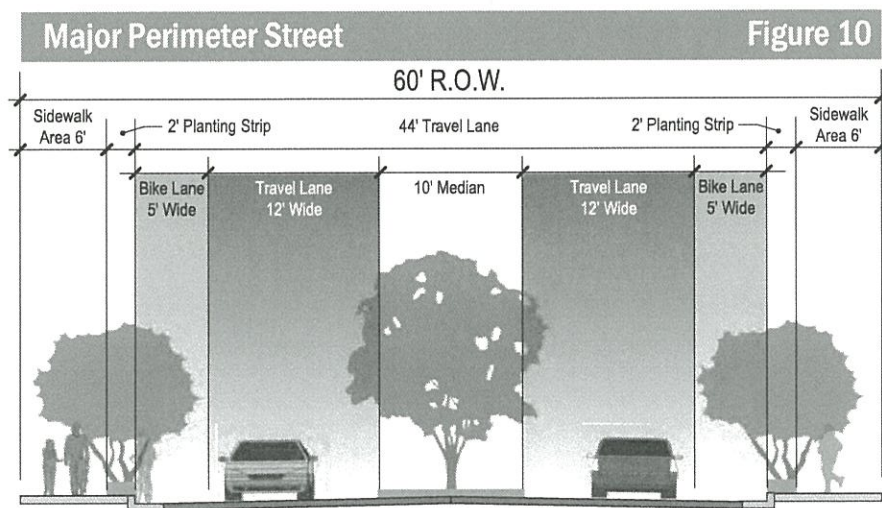 Major Perimeter Street
Figure 10
60' R.O.W.
Sidewalk
Area 6'
2' Planting Strip
44' Travel Lane
2' Planting Strip
Sidewalk
Area 6'
Bike Lane
5' Wide
Travel Lane
12' Wide
10' Median
Travel Lane
12' Wide
Bike Lane
5' Wide